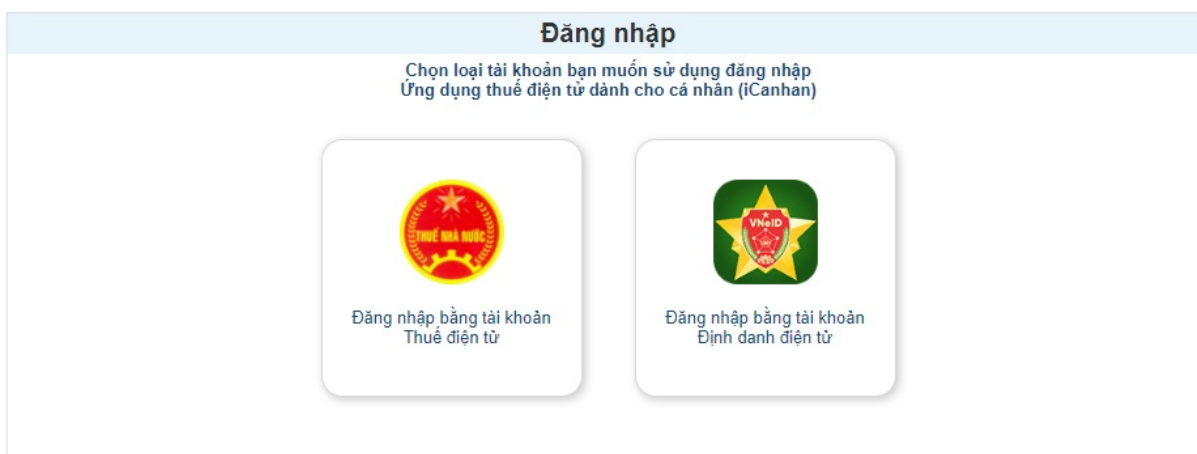 Đăng nhập
Chọn loại tài khoản bạn muốn sử dụng đăng nhập
Ứng dụng thuế điện tử dành cho cá nhân (iCanhan)
THUẾ NHÀ NƯỚC
VNeID
Đăng nhập bằng tài khoản
Thuế điện tử
Đăng nhập bằng tài khoản
Định danh điện tử